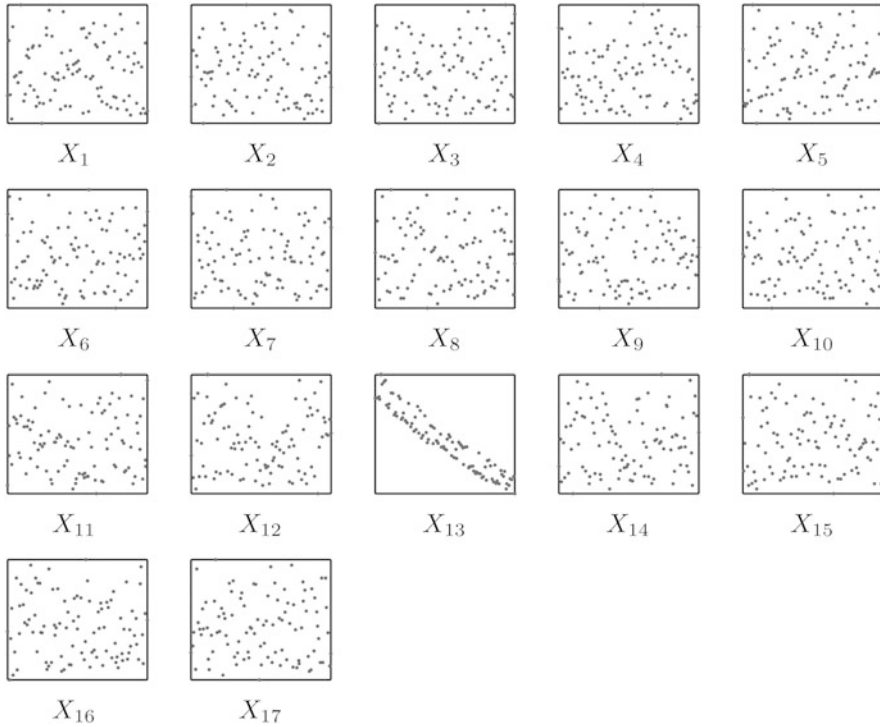 X₁ X₂ X₃ X₄ X₅
X₆ X₇ X₈ X₉ X₁₀
X₁₁ X₁₂ X₁₃ X₁₄ X₁₅
X₁₆ X₁₇